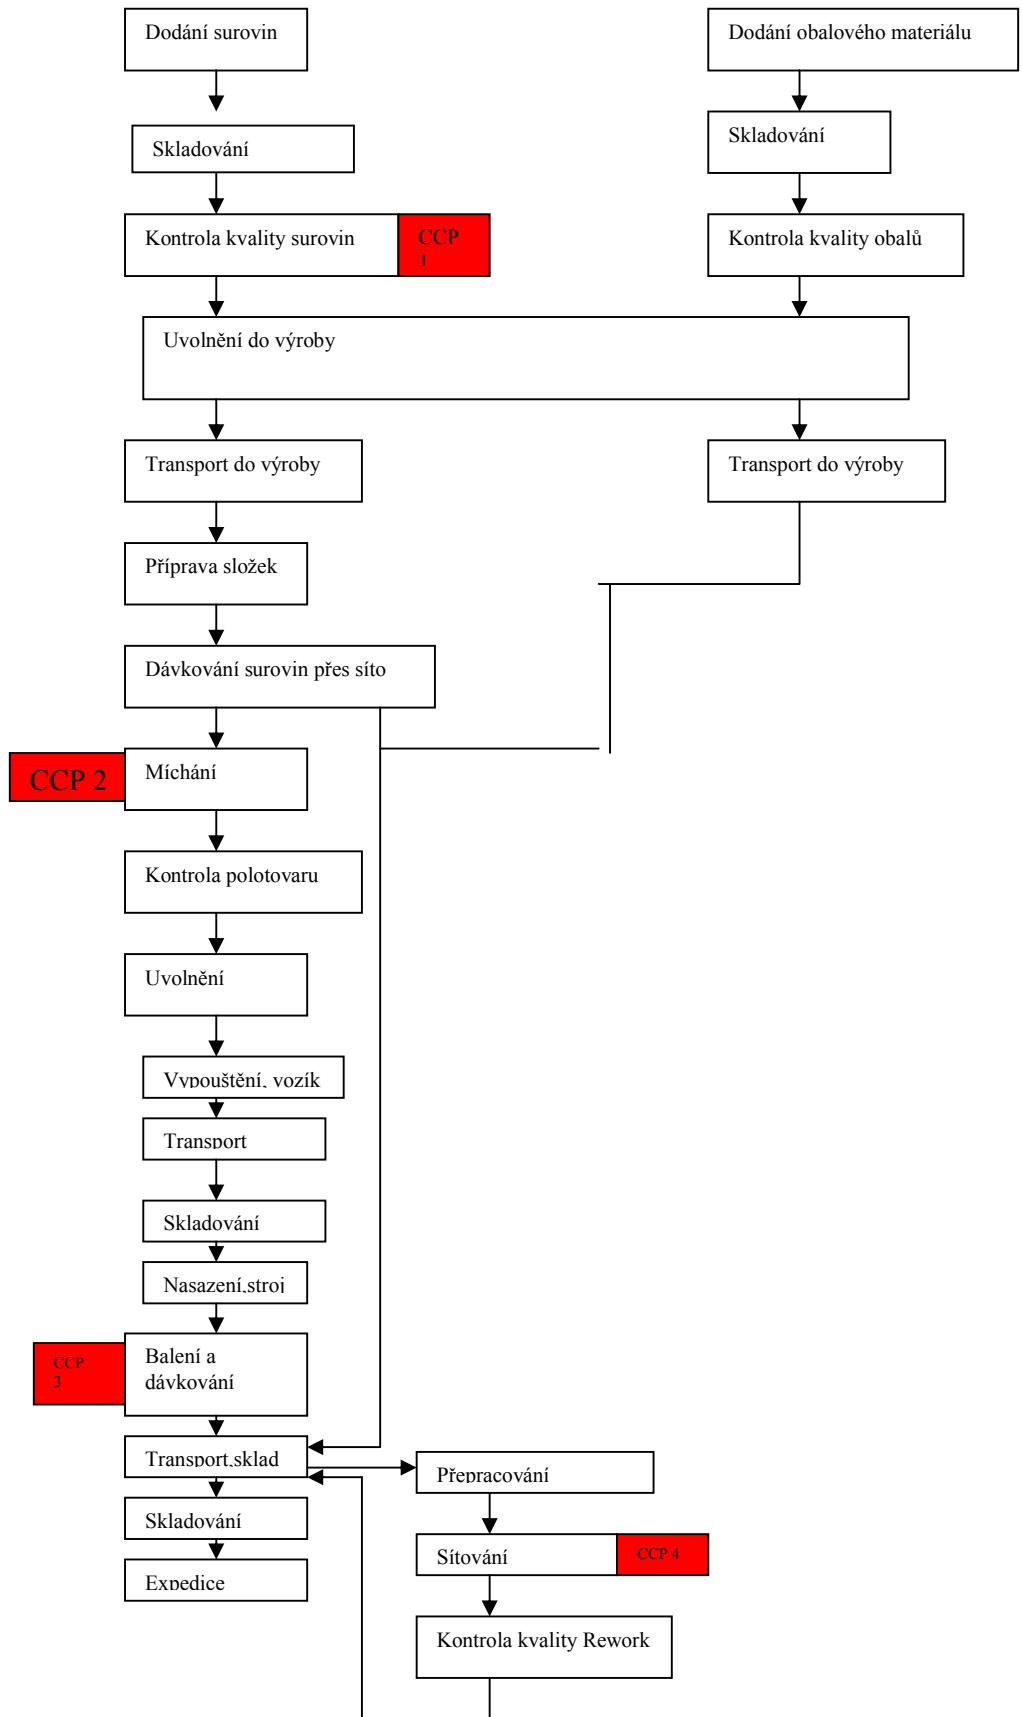 Dodání surovin
Dodání obalového materiálu
Skladování
Skladování
Kontrola kvality surovin
CCP
1
Kontrola kvality obalů
Uvolnění do výroby
Transport do výroby
Transport do výroby
Příprava složek
Dávkování surovin přes síto
CCP 2
Míchání
Kontrola polotovaru
Uvolnění
Vypouštění, vozík
Transport
Skladování
Nasazení,stroj
CCP
3
Balení a
dávkování
Transport,sklad
Přepracování
Skladování
Sítování
CCP 4
Expedice
Kontrola kvality Rework